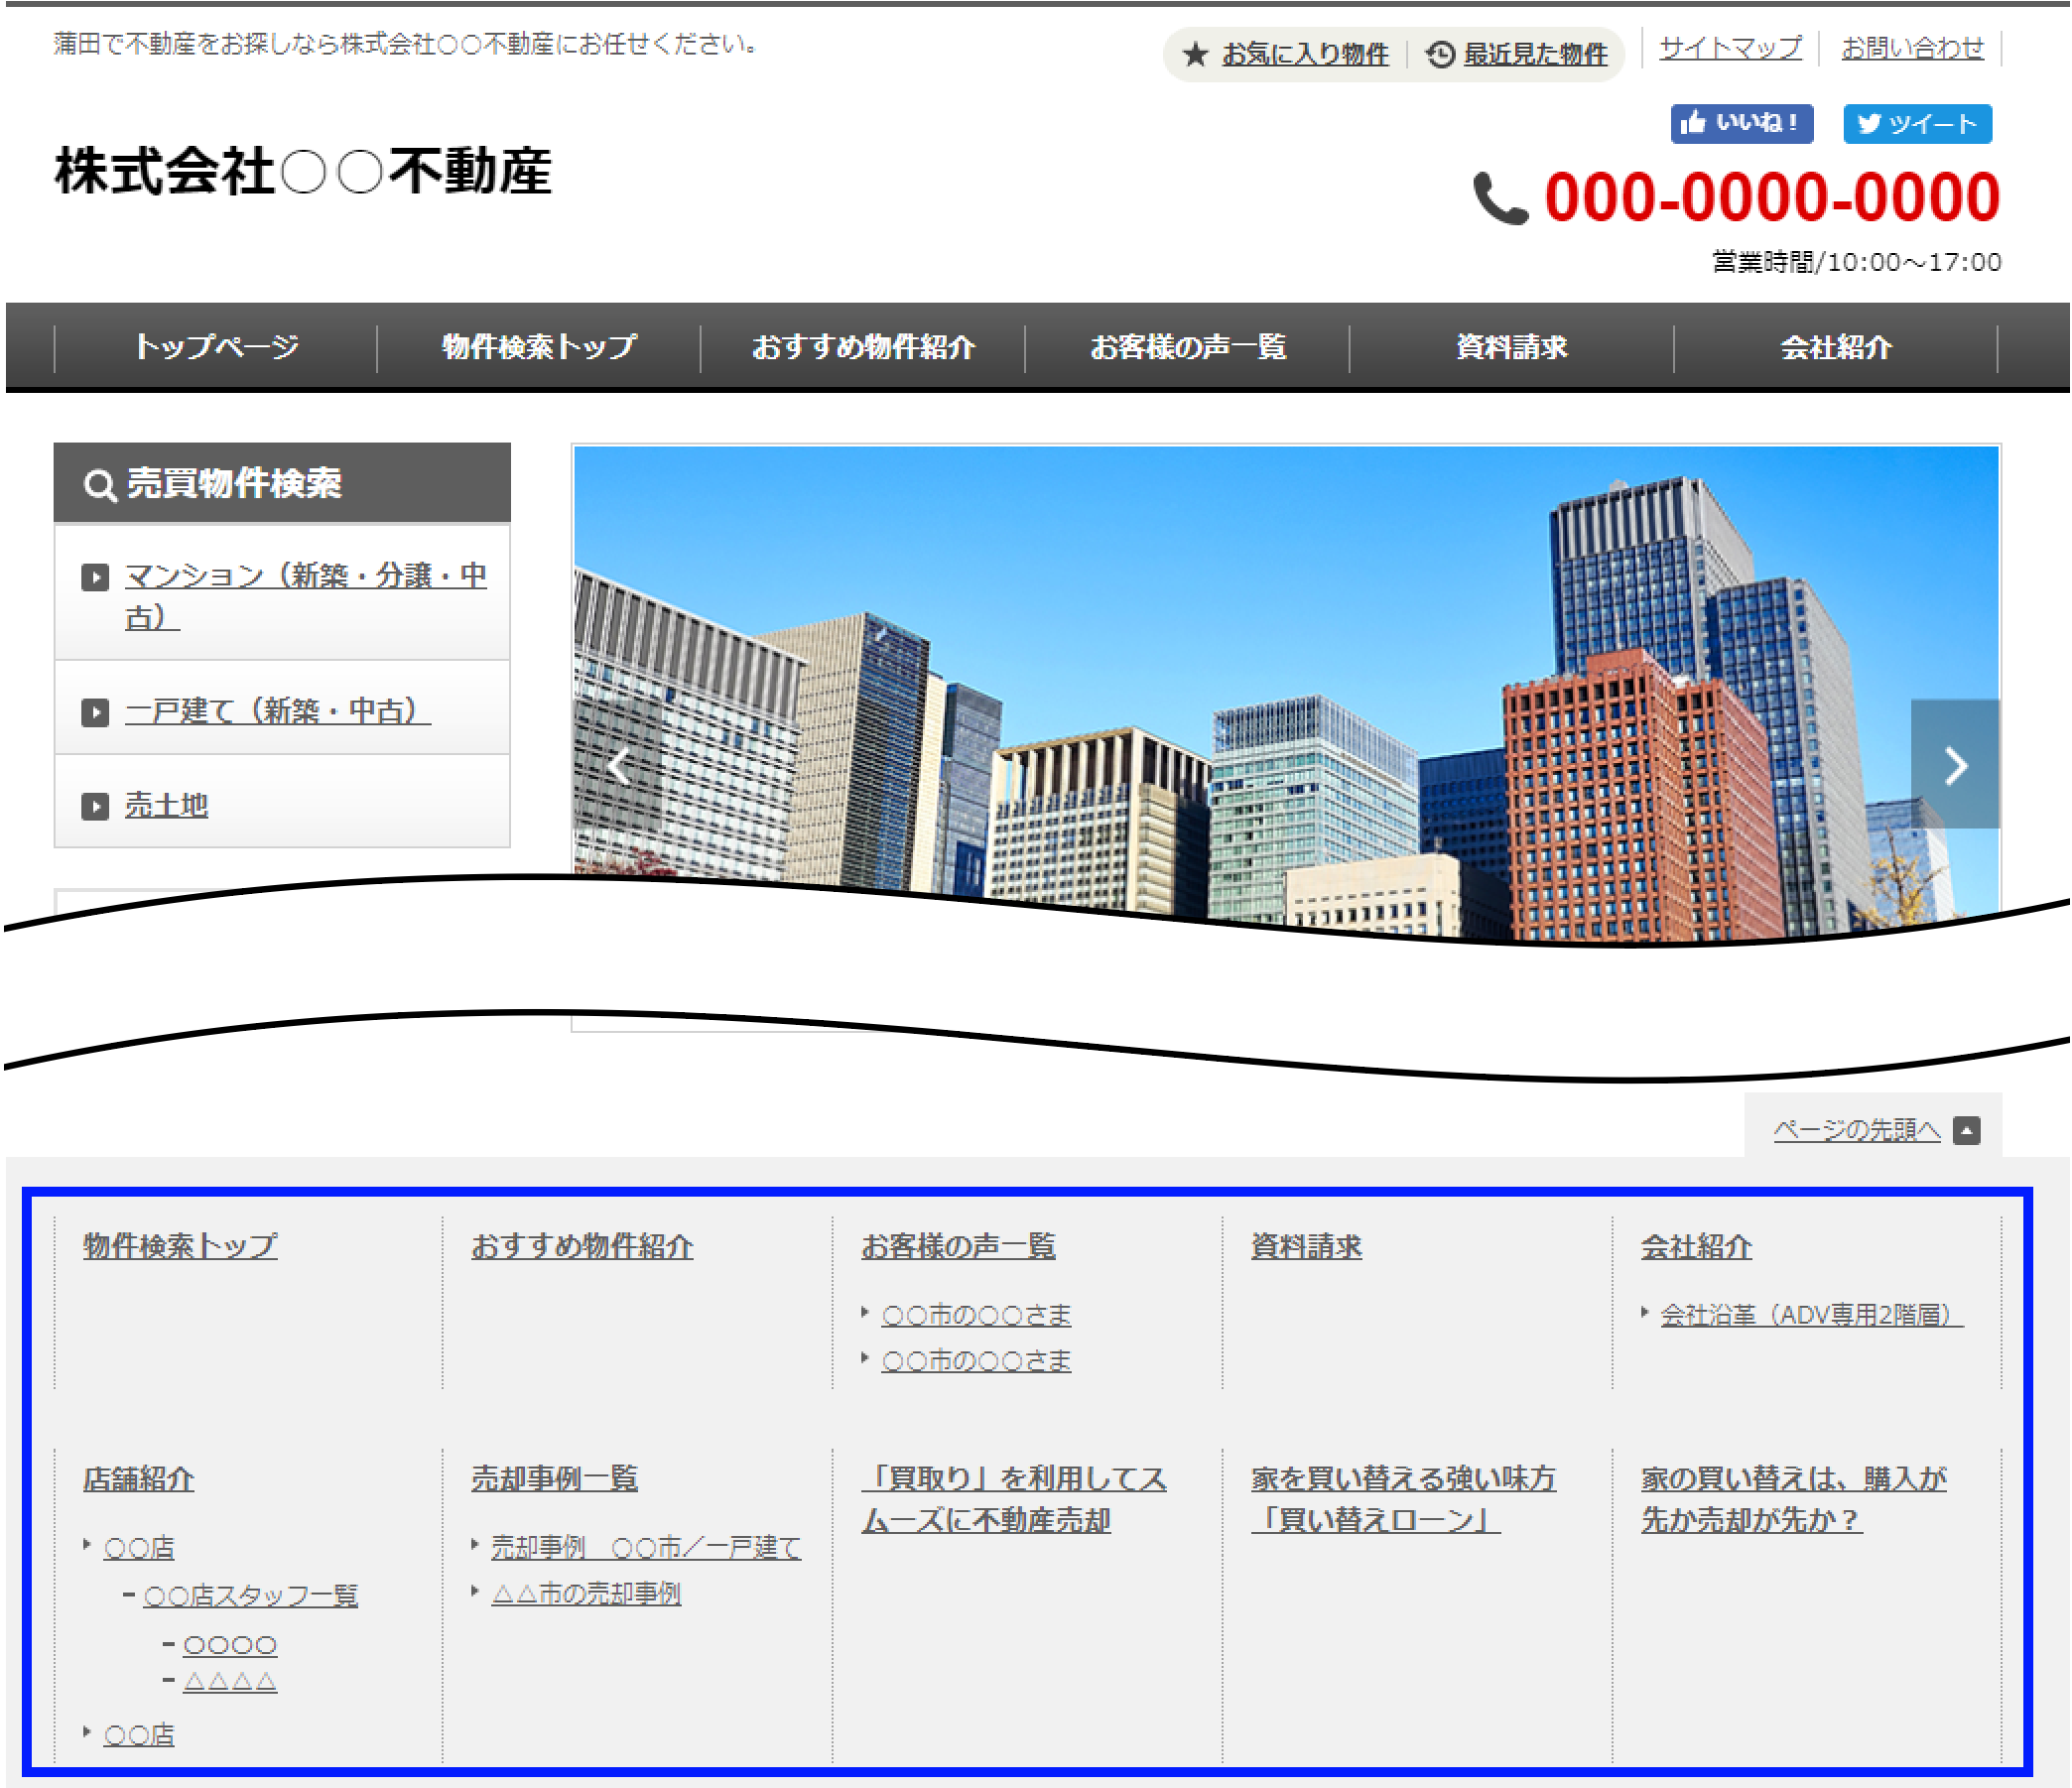 蒲田で不動産をお探しなら株式会社○○不動産にお任せください。
お気に入り物件
最近見た物件
サイトマップ
お問い合わせ
いいね！
ツイート
株式会社○○不動産
000-0000-0000
営業時間/10:00～17:00
トップページ
物件検索トップ
おすすめ物件紹介
お客様の声一覧
資料請求
会社紹介
売買物件検索
マンション（新築・分譲・中
古）
一戸建て（新築・中古）
売土地
ページの先頭へ
物件検索トップ
おすすめ物件紹介
お客様の声一覧
○○市の○○さま
○○市の○○さま
資料請求
会社紹介
会社沿革（ADV専用2階層）
店舗紹介
○○店
○○店スタッフ一覧
○○○○
△△△△
○○店
売却事例一覧
売却事例　○○市／一戸建て
△△市の売却事例
「買取り」を利用してス
ムーズに不動産売却
家を買い替える強い味方
「買い替えローン」
家の買い替えは、購入が
先か売却が先か？